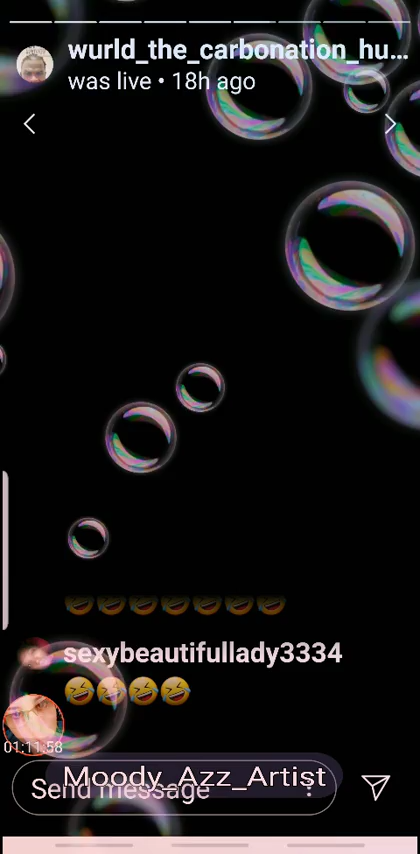 wurld_the_carbonation_hu...
was live • 18h ago
🤣🤣🤣🤣🤣🤣🤣
sexybeautifullady3334
🤣🤣🤣🤣
01:11:58
Moody_Azz_Artist
Send message